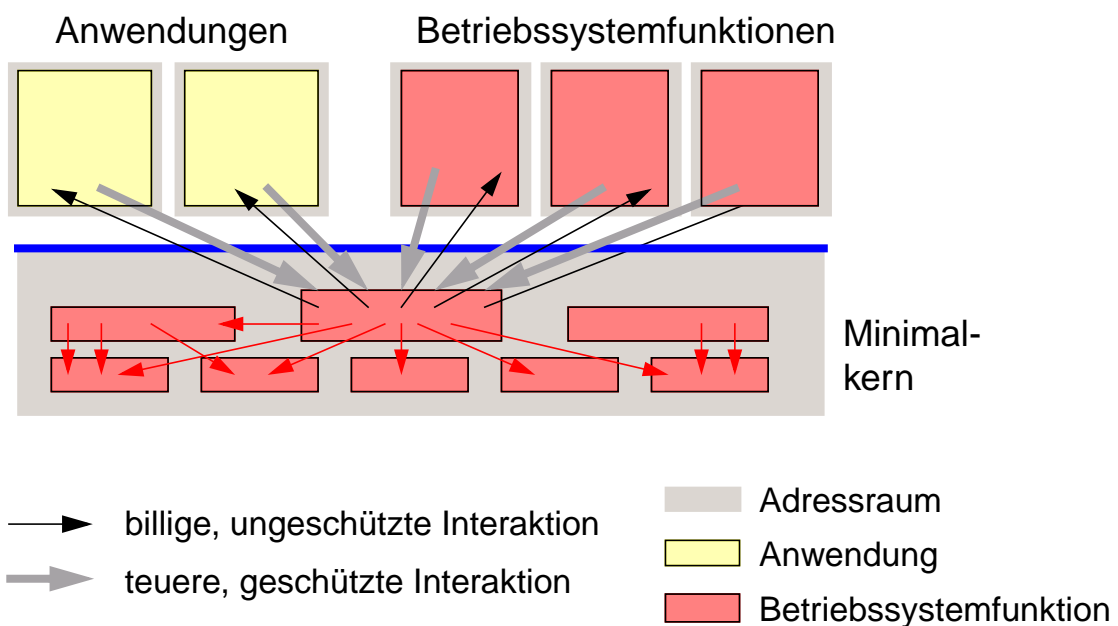 Anwendungen
Betriebssystemfunktionen
Minimal-
kern
billige, ungeschützte Interaktion
teuere, geschützte Interaktion
Adressraum
Anwendung
Betriebssystemfunktion